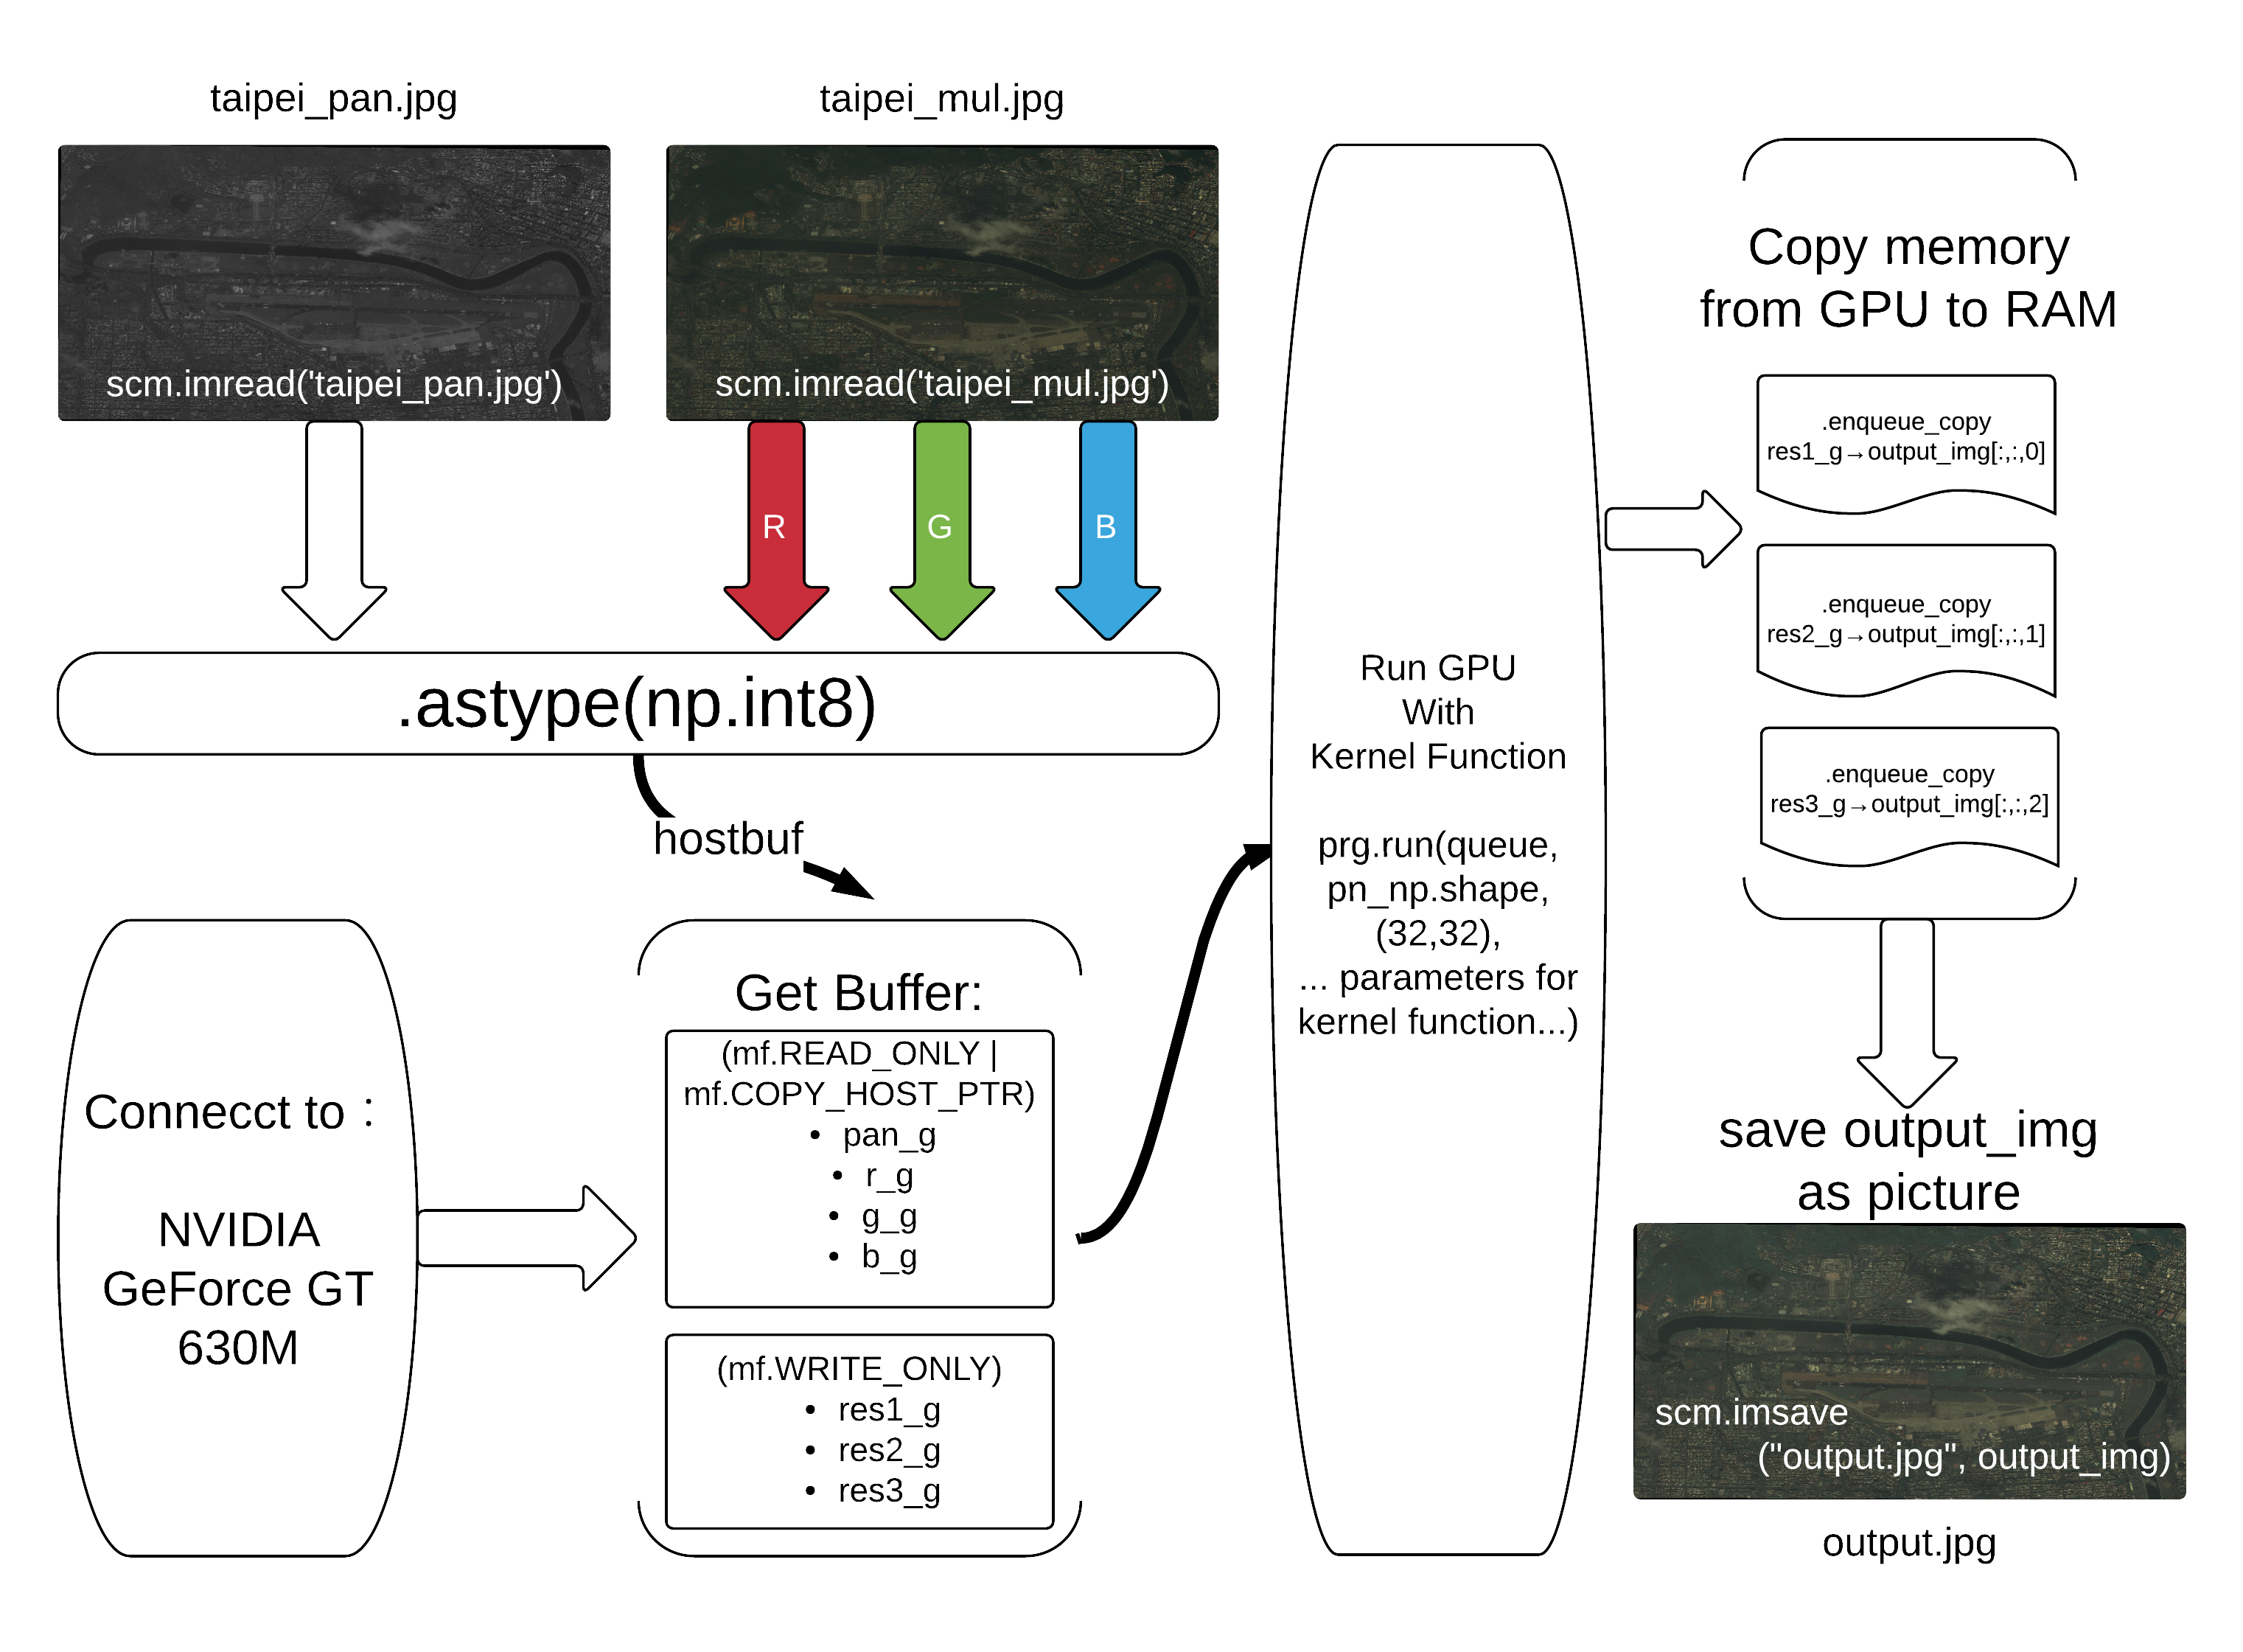 taipei_pan.jpg
scm.imread('taipei_pan.jpg')
taipei_mul.jpg
scm.imread('taipei_mul.jpg')
R
G
B
.astype(np.int8)
hostbuf
Connecct to：
NVIDIA
GeForce GT
630M
Get Buffer:
(mf.READ_ONLY |
mf.COPY_HOST_PTR)
• pan_g
• r_g
• g_g
• b_g
(mf.WRITE_ONLY)
• res1_g
• res2_g
• res3_g
Run GPU
With
Kernel Function
prg.run(queue,
pn_np.shape,
(32,32),
... parameters for
kernel function...)
Copy memory
from GPU to RAM
.enqueue_copy
res1_g→output_img[:,:,0]
.enqueue_copy
res2_g→output_img[:,:,1]
.enqueue_copy
res3_g→output_img[:,:,2]
save output_img
as picture
scm.imsave
("output.jpg", output_img)
output.jpg